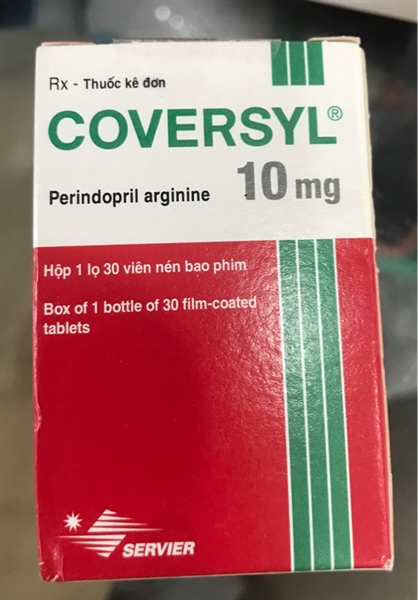 Rx - Thuốc kê đơn
COVERSYL®
Perindopril arginine 10 mg
Hộp 1 lọ 30 viên nén bao phim
Box of 1 bottle of 30 film-coated
tablets
SERVIER